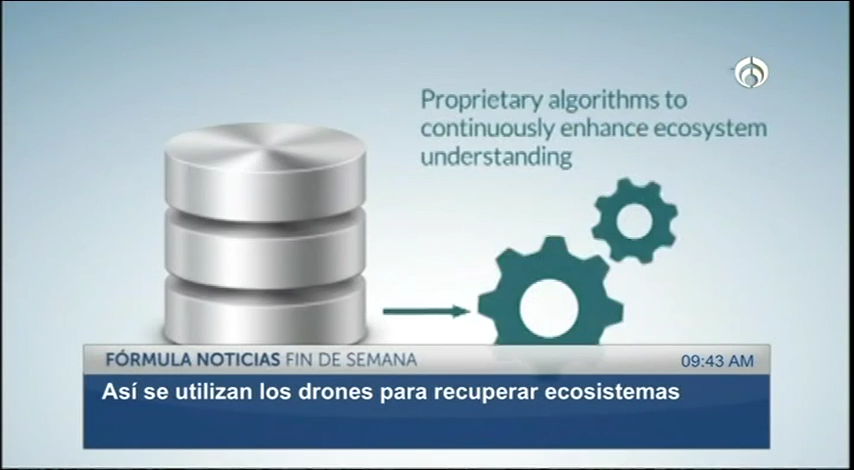 Proprietary algorithms to
continuously enhance ecosystem
understanding
FÓRMULA NOTICIAS FIN DE SEMANA 09:43 AM
Así se utilizan los drones para recuperar ecosistemas